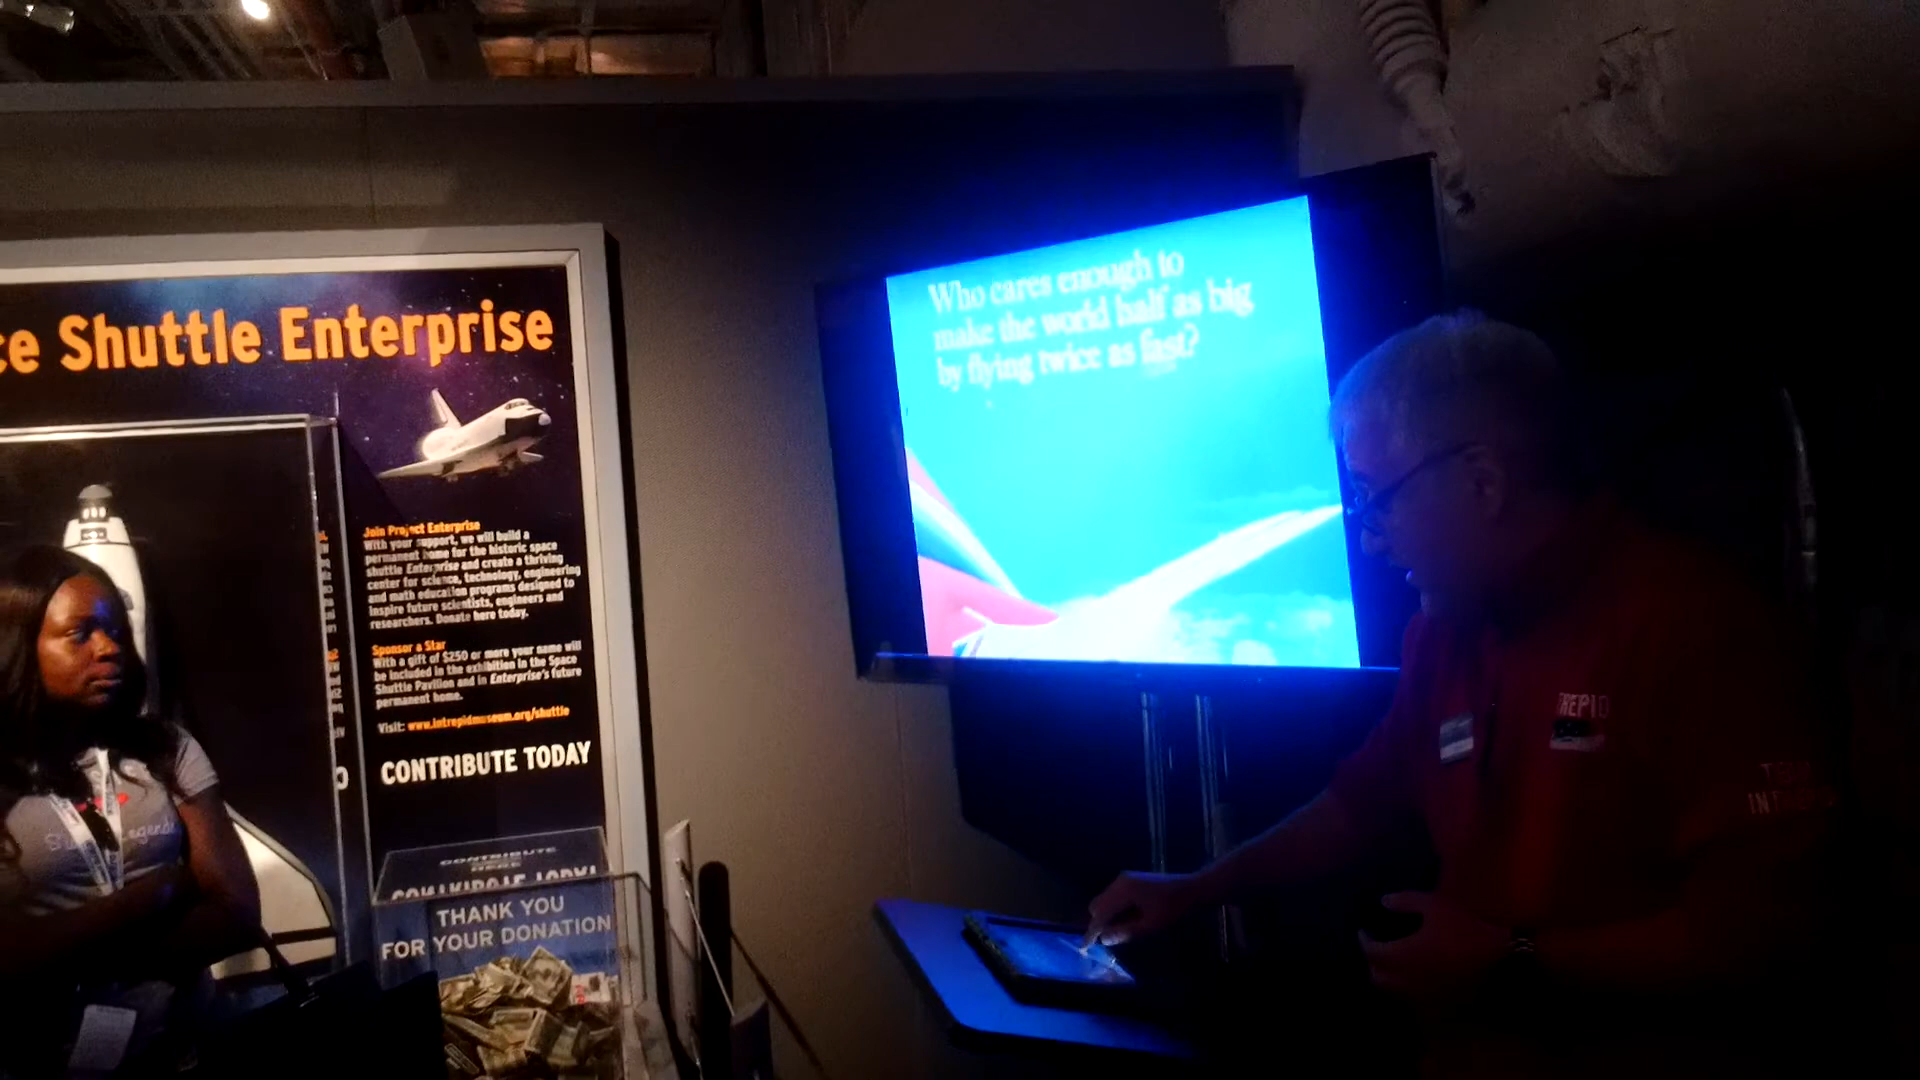 ce Shuttle Enterprise
Join Project Enterprise
With your support, we will build a
permanent home for the historic space
shuttle Enterprise and create a thriving
center for science, technology, engineering
and math education programs designed to
inspire future scientists, engineers and
researchers. Donate here today.
Sponsor a Star
With a gift of $250 or more your name will
be included in the exhibition in the Space
Shuttle Pavilion and in Enterprise's future
permanent home.
Visit: www.intrepidmuseum.org/shuttle
CONTRIBUTE TODAY
CONTRIBUTE
HERE
THANK YOU
FOR YOUR DONATION
Who cares enough to
make the world half as big
by flying twice as fast?
TREPID